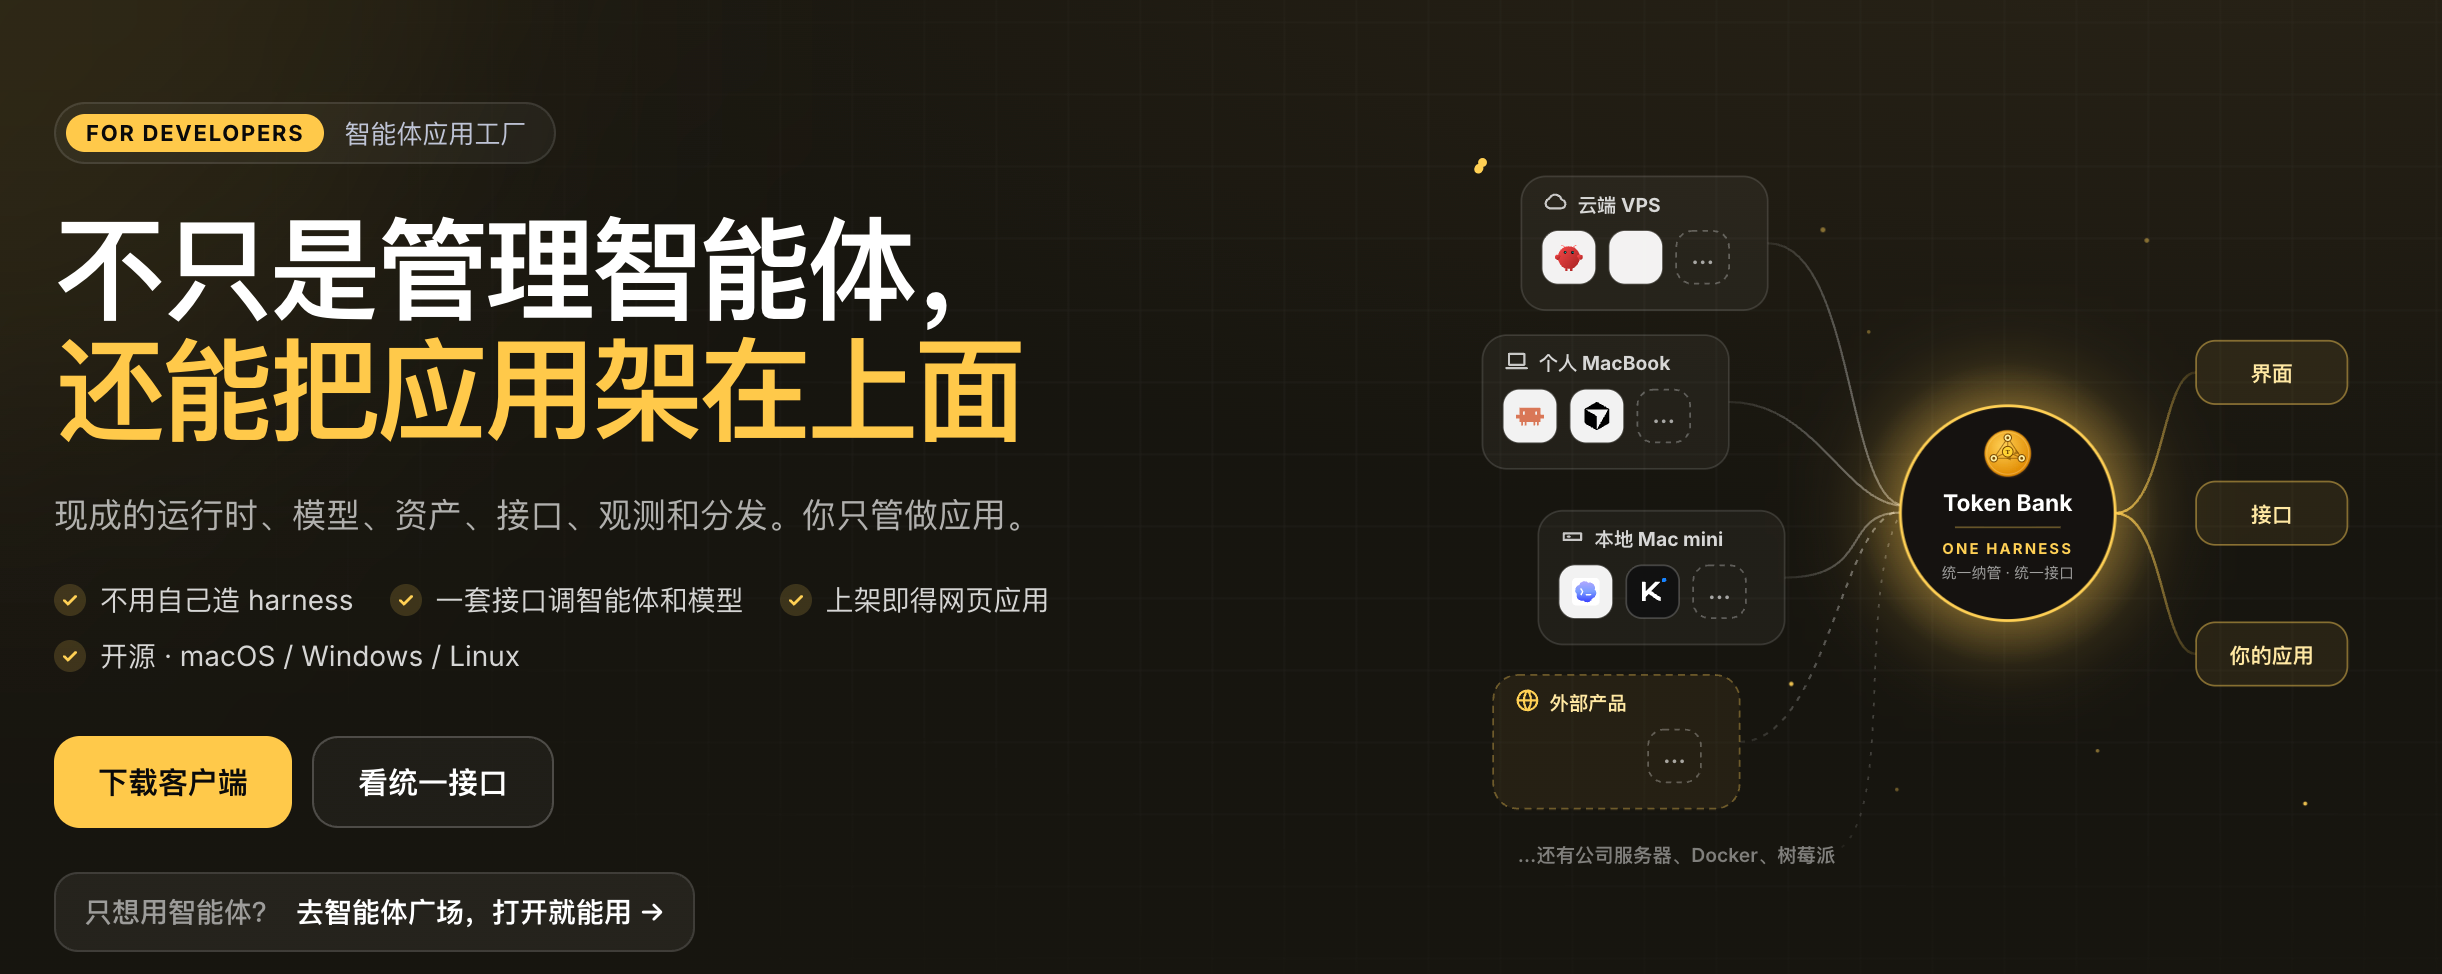 FOR DEVELOPERS 智能体应用工厂
不只是管理智能体，
还能把应用架在上面
现成的运行时、模型、资产、接口、观测和分发。你只管做应用。
不用自己造 harness 一套接口调智能体和模型 上架即得网页应用
开源 · macOS / Windows / Linux
下载客户端 看统一接口
只想用智能体? 去智能体广场，打开就能用 →
云端 VPS
...
个人 MacBook
...
本地 Mac mini
K
...
外部产品
...
...还有公司服务器、Docker、树莓派
Token Bank
ONE HARNESS
统一纳管 · 统一接口
界面
接口
你的应用